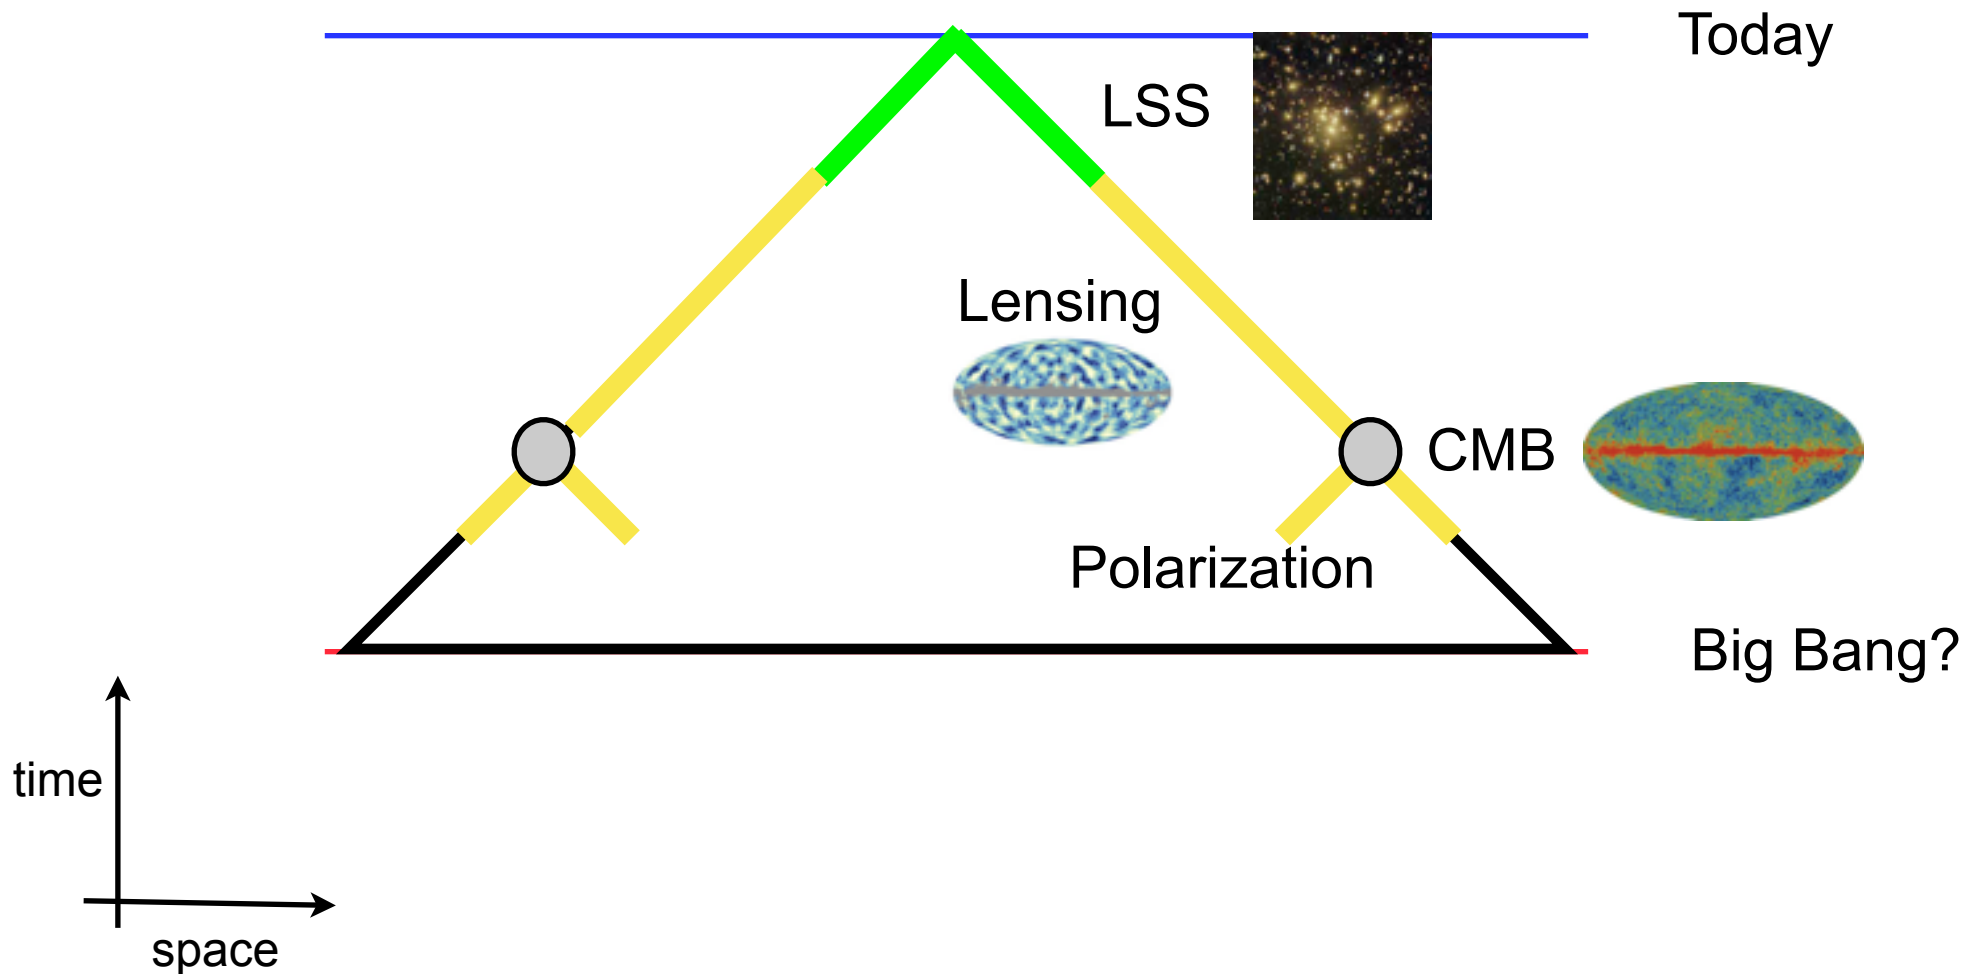 Today
LSS
Lensing
CMB
Polarization
Big Bang?
time
space